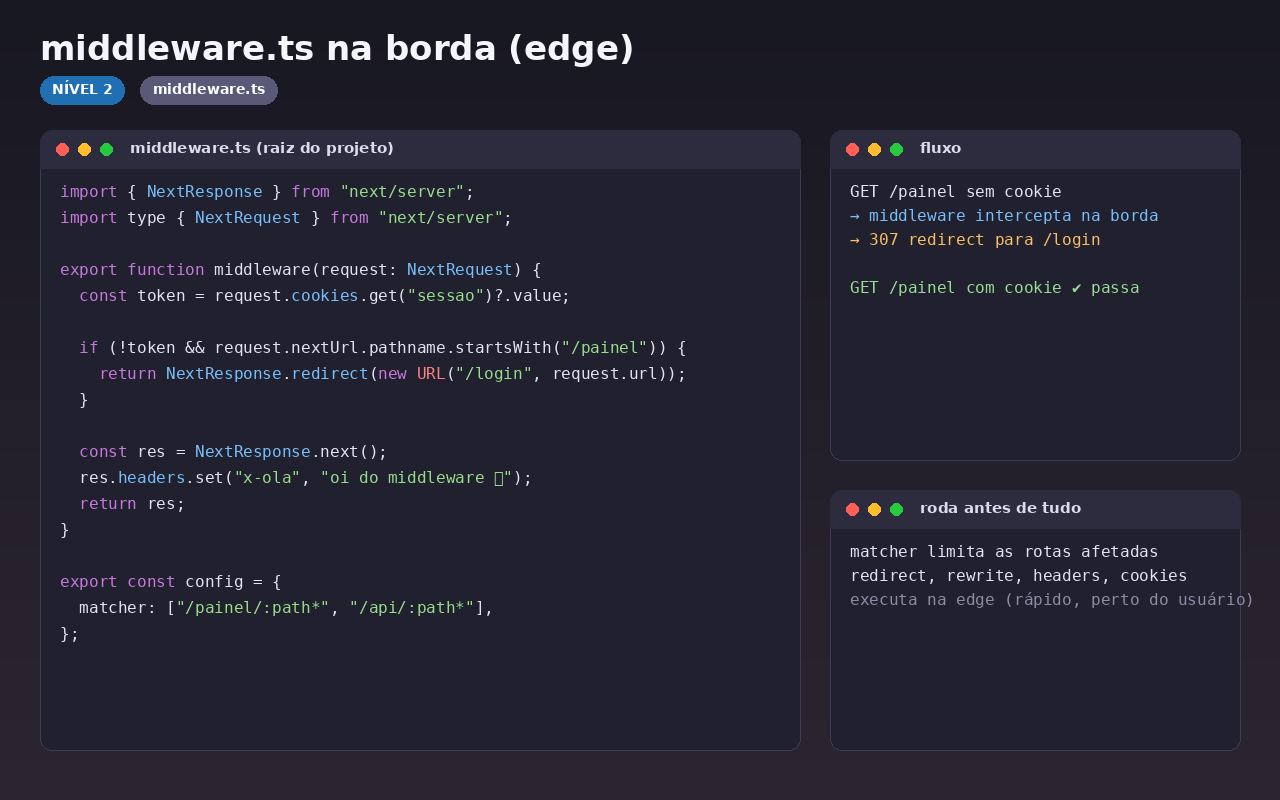 middleware.ts na borda (edge)
NÍVEL 2
middleware.ts
middleware.ts (raiz do projeto)
import { NextResponse } from "next/server";
import type { NextRequest } from "next/server";
export function middleware(request: NextRequest) {
const token = request.cookies.get("sessao")?.value;
if (!token && request.nextUrl.pathname.startsWith("/painel")) {
return NextResponse.redirect(new URL("/login", request.url));
}
const res = NextResponse.next();
res.headers.set("x-ola", "oi do middleware ");
return res;
}
export const config = {
matcher: ["/painel/:path*", "/api/:path*"],
};
fluxo
GET /painel sem cookie
→ middleware intercepta na borda
→ 307 redirect para /login
GET /painel com cookie ✔ passa
roda antes de tudo
matcher limita as rotas afetadas
redirect, rewrite, headers, cookies
executa na edge (rápido, perto do usuário)